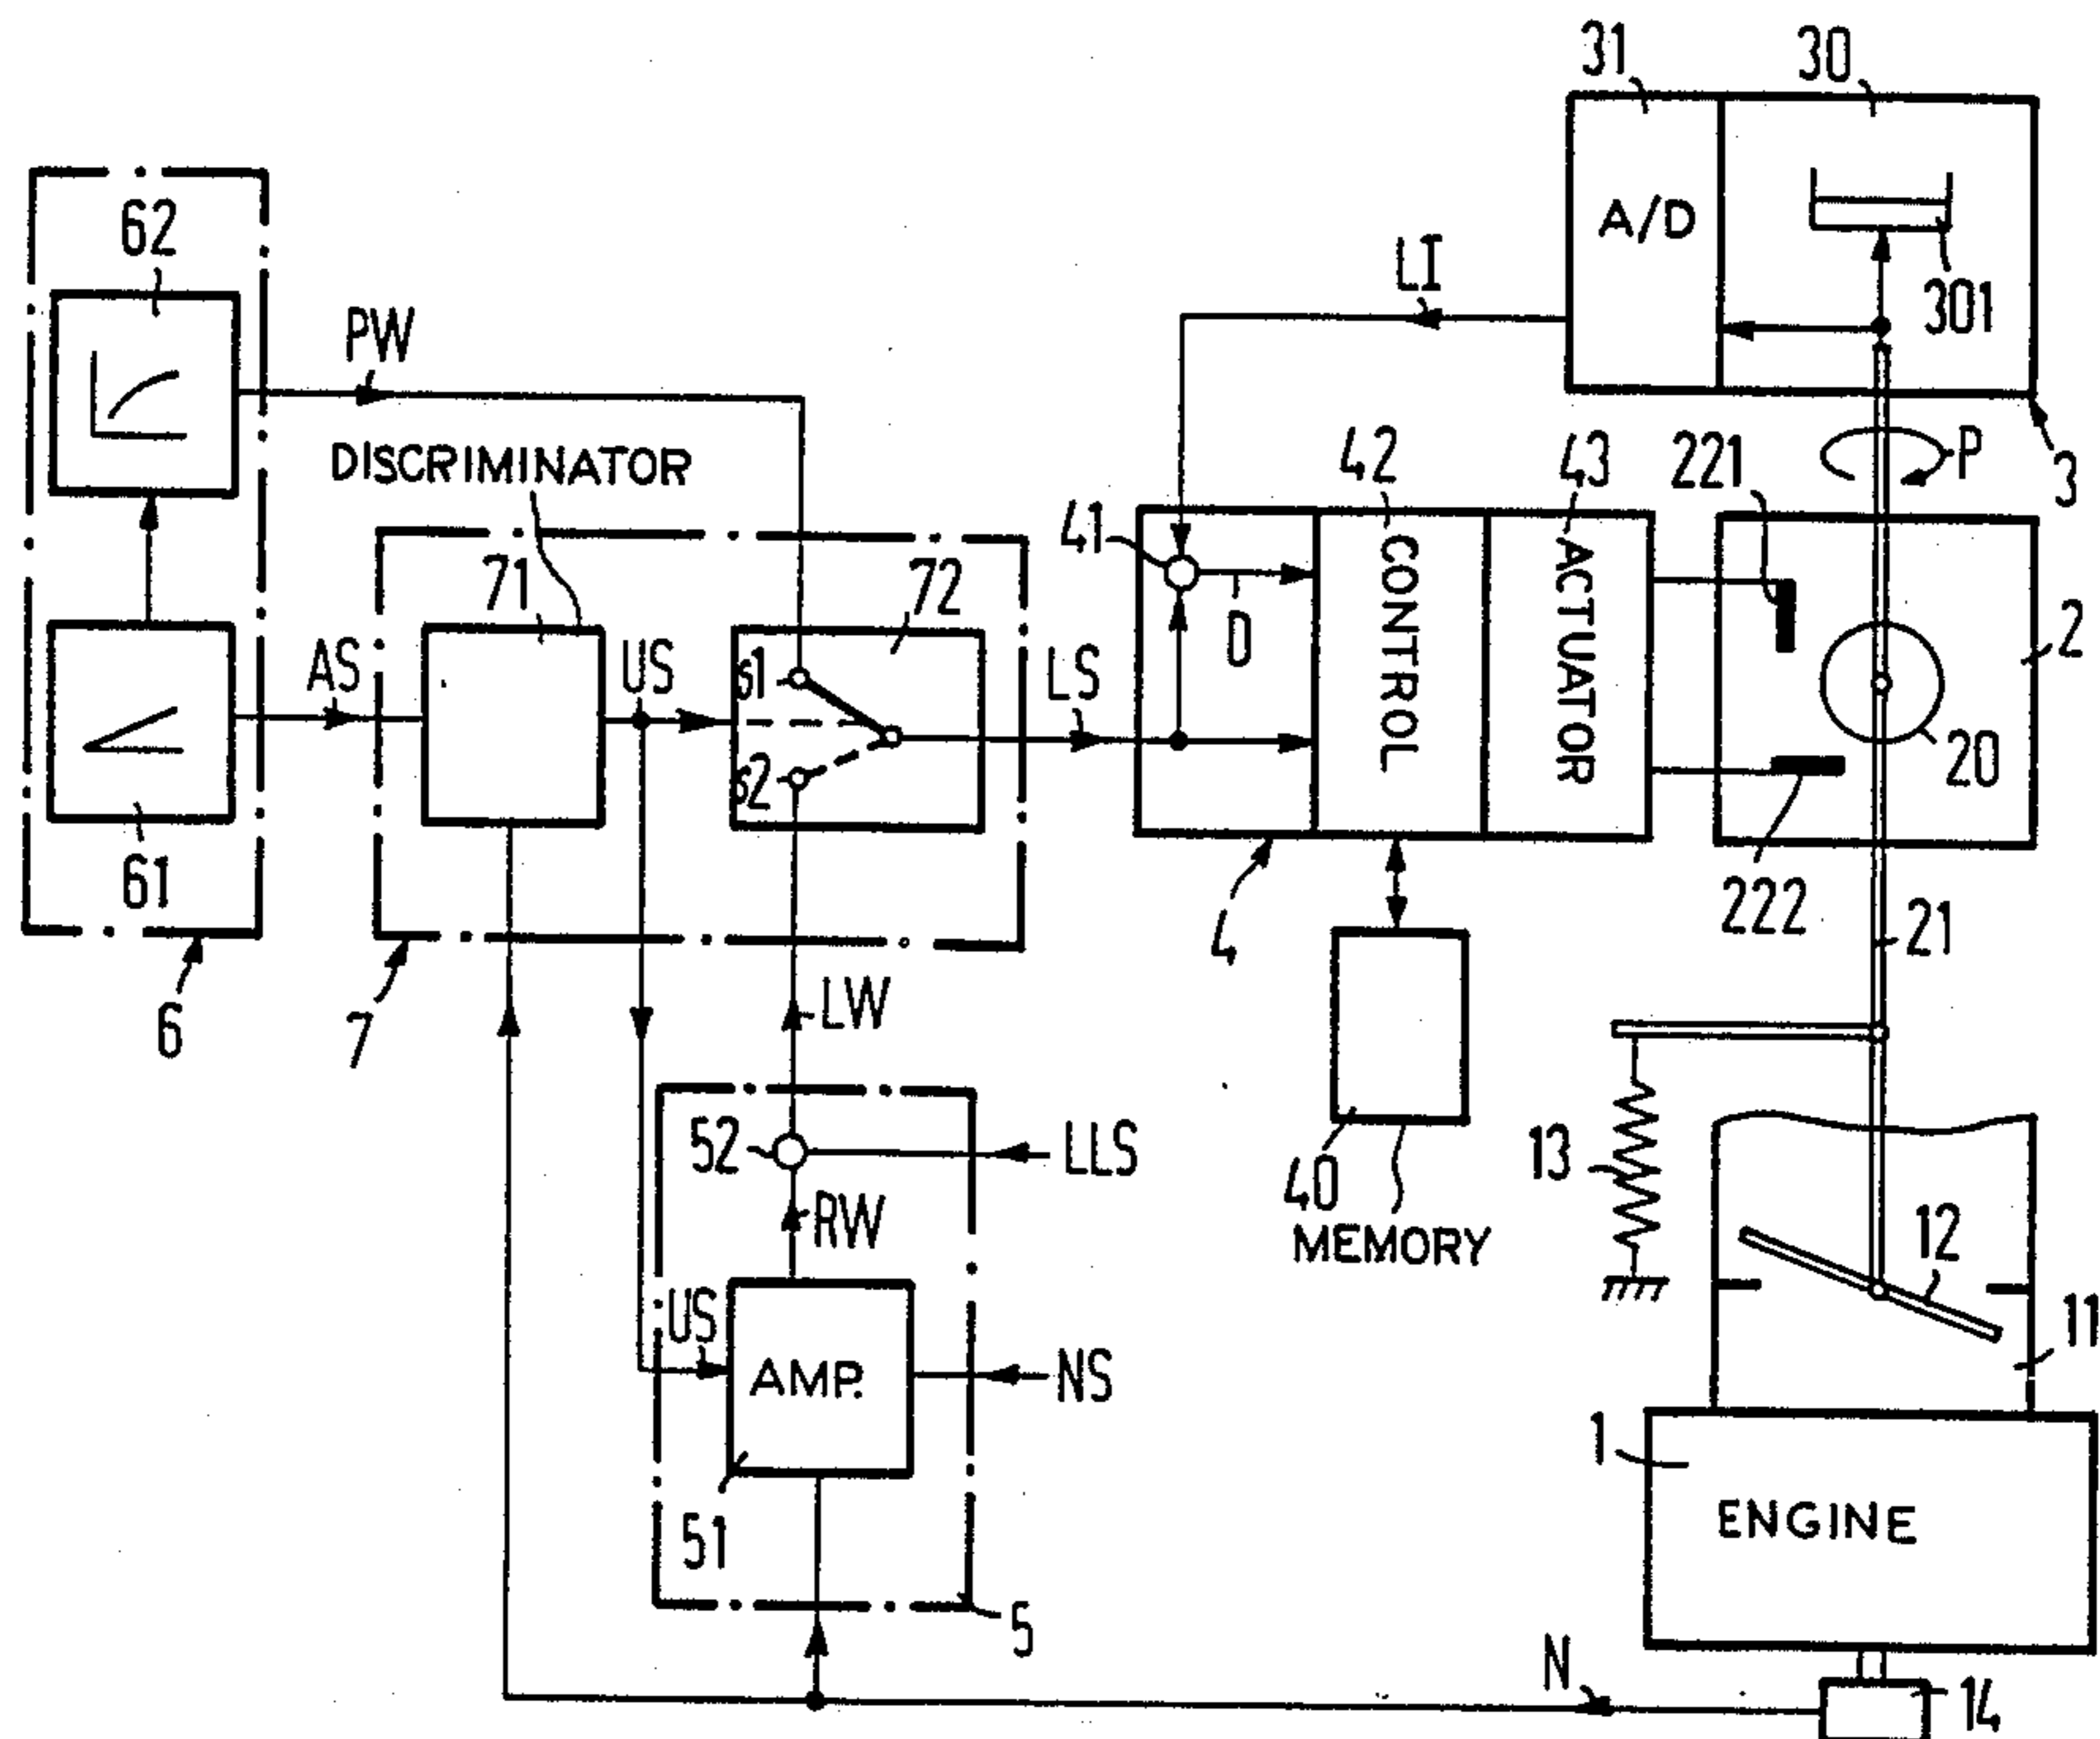 31
30
62
A/D
LI
301
PW
DISCRIMINATOR
42
43
221
P
3
41
71
72
CONTROL
ACTUATOR
AS
US
S1
LS
D
2
S2
20
61
222
4
21
6
7
LW
52
LLS
13
40
RW
MEMORY
12
US
AMP.
NS
11
1
51
ENGINE
5
N
14